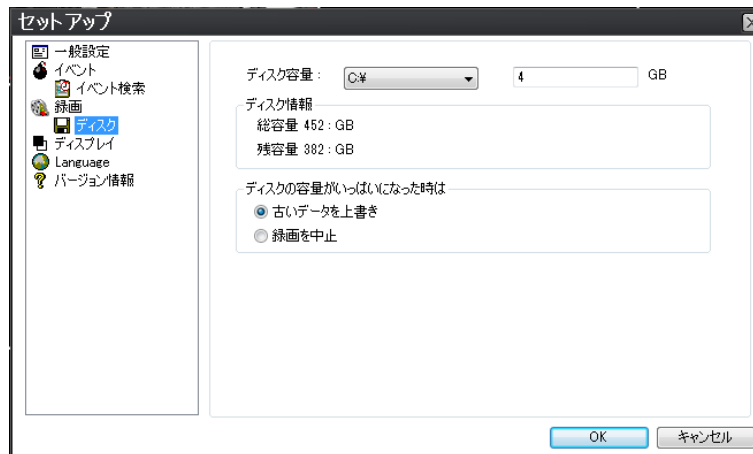 セットアップ
一般設定
イベント
イベント検索
録画
ディスク
ディスプレイ
Language
バージョン情報
ディスク容量: C:¥ 4 GB
ディスク情報
総容量 452 : GB
残容量 382 : GB
ディスクの容量がいっぱいになった時は
古いデータを上書き
録画を中止
OK キャンセル